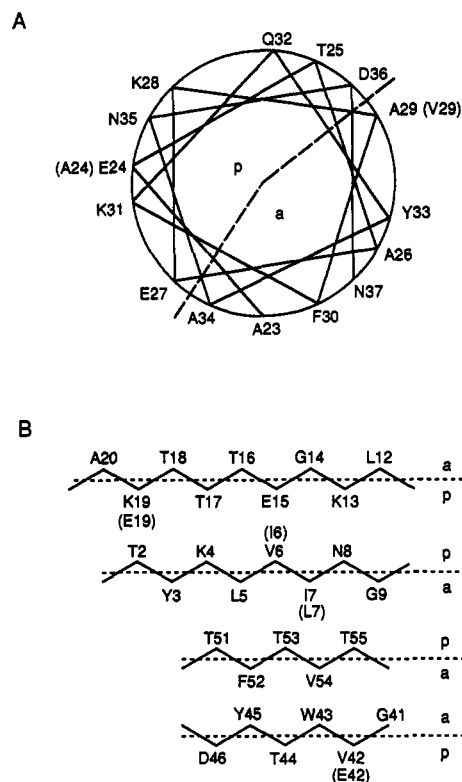 A
Q32
T25
D36
K28
A29 (V29)
N35
(A24) E24
p
K31
a
Y33
A26
E27
N37
A34
F30
A23
B
A20 T18 T16 G14 L12 a
K19 T17 E15 K13 p
(E19)
(I6)
T2 K4 V6 N8 p
Y3 L5 I7 G9 a
(L7)
T51 T53 T55 p
F52 V54 a
Y45 W43 G41 a
D46 T44 V42 p
(E42)